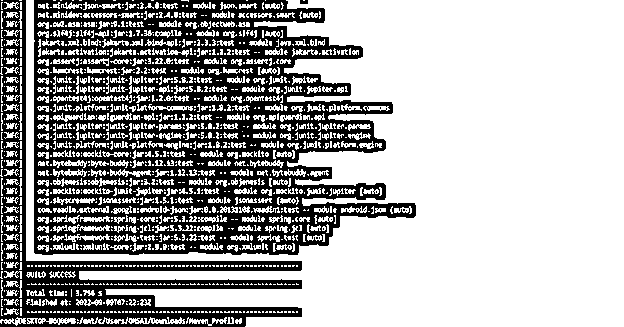 [INFO] net.minidev:json-smart:jar:2.4.8:test -- module json.smart (auto)
[INFO] net.minidev:accessors-smart:jar:2.4.8:test -- module accessors.smart (auto)
[INFO] org.ow2.asm:asm:jar:9.1:test -- module org.objectweb.asm
[INFO] org.slf4j:slf4j-api:jar:1.7.36:compile -- module org.slf4j [auto]
[INFO] jakarta.xml.bind:jakarta.xml.bind-api:jar:2.3.3:test -- module java.xml.bind
[INFO] jakarta.activation:jakarta.activation-api:jar:1.2.2:test -- module jakarta.activation
[INFO] org.assertj:assertj-core:jar:3.22.0:test -- module org.assertj.core
[INFO] org.hamcrest:hamcrest:jar:2.2:test -- module org.hamcrest [auto]
[INFO] org.junit.jupiter:junit-jupiter:jar:5.8.2:test -- module org.junit.jupiter
[INFO] org.junit.jupiter:junit-jupiter-api:jar:5.8.2:test -- module org.junit.jupiter.api
[INFO] org.opentest4j:opentest4j:jar:1.2.0:test -- module org.opentest4j
[INFO] org.junit.platform:junit-platform-commons:jar:1.8.2:test -- module org.junit.platform.commons
[INFO] org.apiguardian:apiguardian-api:jar:1.1.2:test -- module org.apiguardian.api
[INFO] org.junit.jupiter:junit-jupiter-params:jar:5.8.2:test -- module org.junit.jupiter.params
[INFO] org.junit.jupiter:junit-jupiter-engine:jar:5.8.2:test -- module org.junit.jupiter.engine
[INFO] org.junit.platform:junit-platform-engine:jar:1.8.2:test -- module org.junit.platform.engine
[INFO] org.mockito:mockito-core:jar:4.5.1:test -- module org.mockito [auto]
[INFO] net.bytebuddy:byte-buddy:jar:1.12.13:test -- module net.bytebuddy
[INFO] net.bytebuddy:byte-buddy-agent:jar:1.12.13:test -- module net.bytebuddy.agent
[INFO] org.objenesis:objenesis:jar:3.2:test -- module org.objenesis [auto]
[INFO] org.mockito:mockito-junit-jupiter:jar:4.5.1:test -- module org.mockito.junit.jupiter [auto]
[INFO] org.skyscreamer:jsonassert:jar:1.5.1:test -- module jsonassert (auto)
[INFO] com.vaadin.external.google:android-json:jar:0.0.20131108.vaadin1:test -- module android.json (auto)
[INFO] org.springframework:spring-core:jar:5.3.22:compile -- module spring.core [auto]
[INFO] org.springframework:spring-jcl:jar:5.3.22:compile -- module spring.jcl [auto]
[INFO] org.springframework:spring-test:jar:5.3.22:test -- module spring.test [auto]
[INFO] org.xmlunit:xmlunit-core:jar:2.9.0:test -- module org.xmlunit [auto]
[INFO]
[INFO] ------------------------------------------------------------------------
[INFO] BUILD SUCCESS
[INFO] ------------------------------------------------------------------------
[INFO] Total time: 3.756 s
[INFO] Finished at: 2022-09-09T07:22:23Z
[INFO] ------------------------------------------------------------------------